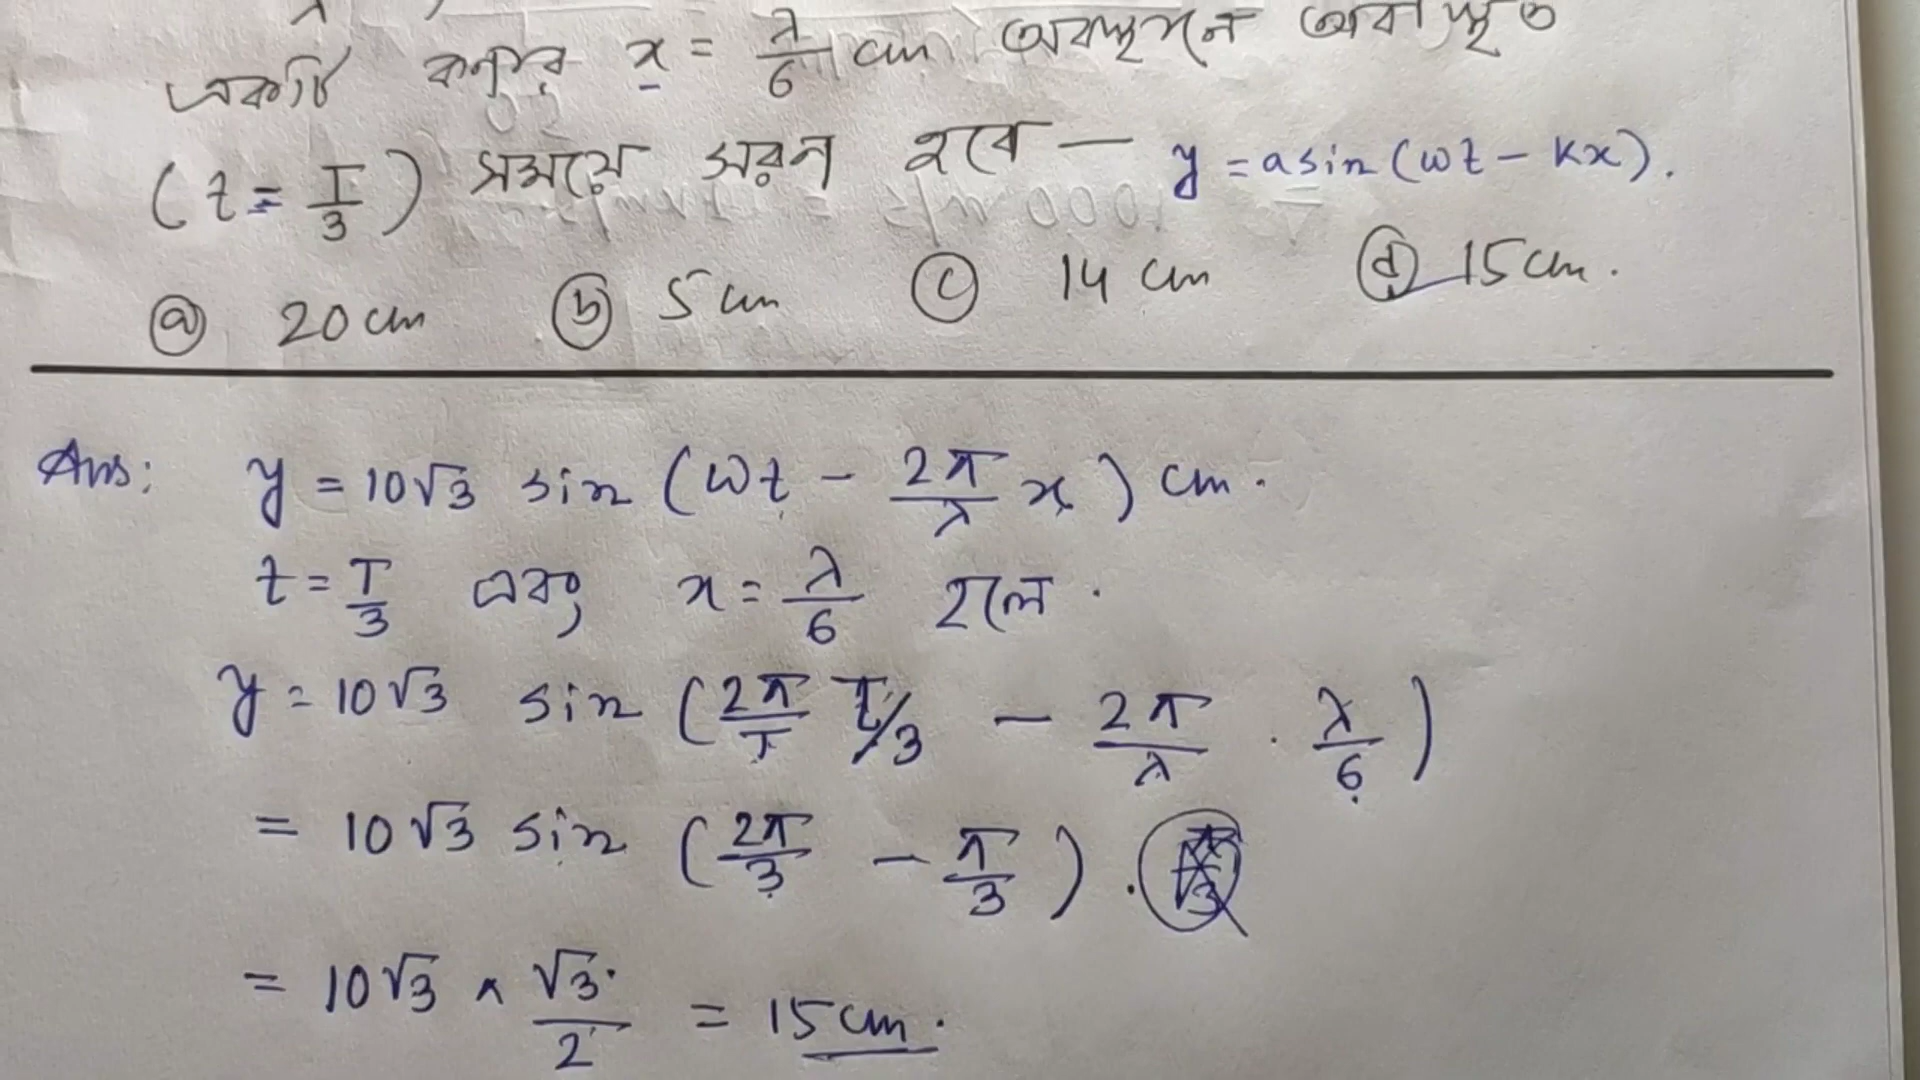 একটি কনার x = λ/6 cm অবস্থানে অবস্থিত
(t = T/3) সময়ে সরন হবে — y = a sin (ωt - Kx).
ⓐ 20 cm ⓑ 5 cm ⓒ 14 cm ⓓ 15 cm.
Ans: y = 10√3 sin (ωt - 2π/λ x) cm.
t = T/3 এবং x = λ/6 হলে.
y = 10√3 sin (2π/T T/3 - 2π/λ . λ/6)
= 10√3 sin (2π/3 - π/3).
= 10√3 × √3/2 = 15 cm.